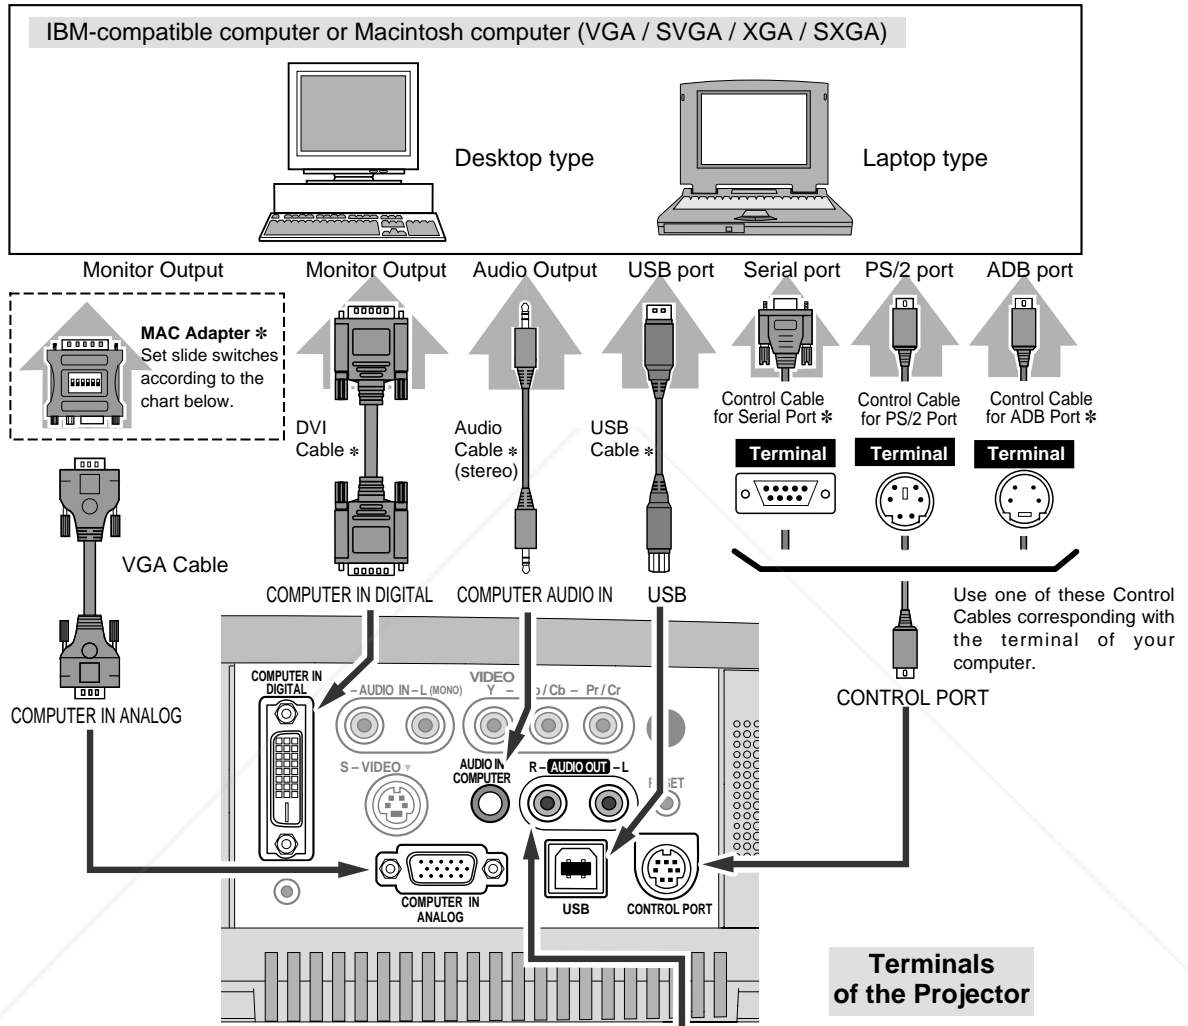 IBM-compatible computer or Macintosh computer (VGA / SVGA / XGA / SXGA)
Desktop type
Laptop type
Monitor Output
Monitor Output
Audio Output
USB port
Serial port
PS/2 port
ADB port
MAC Adapter ✻
Set slide switches
according to the
chart below.
DVI
Cable ✻
Audio
Cable ✻
(stereo)
USB
Cable ✻
Control Cable
for Serial Port ✻
Control Cable
for PS/2 Port
Control Cable
for ADB Port ✻
Terminal
Terminal
Terminal
VGA Cable
COMPUTER IN DIGITAL
COMPUTER AUDIO IN
USB
Use one of these Control
Cables corresponding with
the terminal of your
computer.
COMPUTER IN ANALOG
CONTROL PORT
COMPUTER IN
DIGITAL
– AUDIO IN – L (MONO)
VIDEO
Y – /Cb – Pr / Cr
S – VIDEO
AUDIO IN
COMPUTER
R – AUDIO OUT – L
COMPUTER IN
ANALOG
USB
CONTROL PORT
Terminals
of the Projector